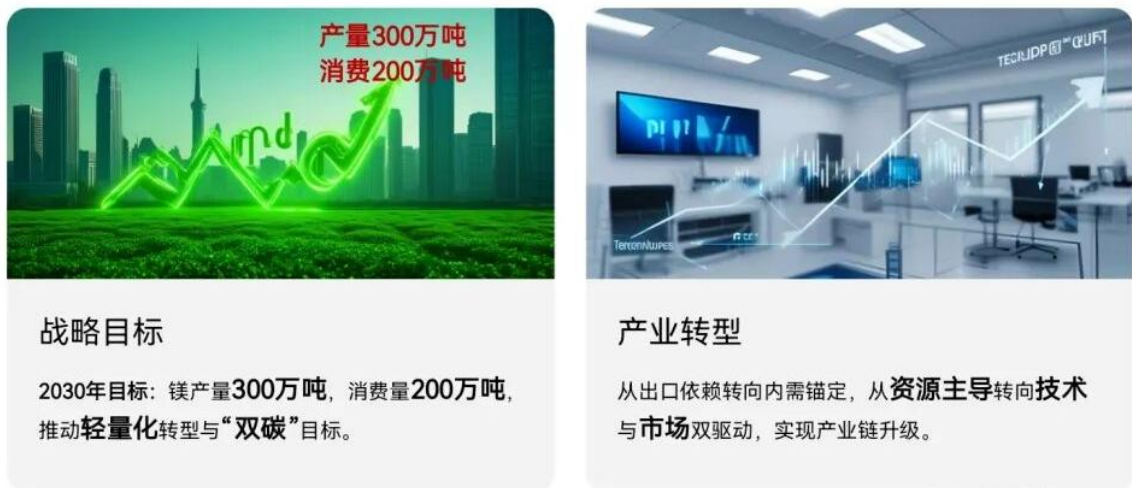 产量300万吨
消费200万吨
战略目标
2030年目标：镁产量300万吨，消费量200万吨，
推动轻量化转型与“双碳”目标。
产业转型
从出口依赖转向内需锚定，从资源主导转向技术
与市场双驱动，实现产业链升级。